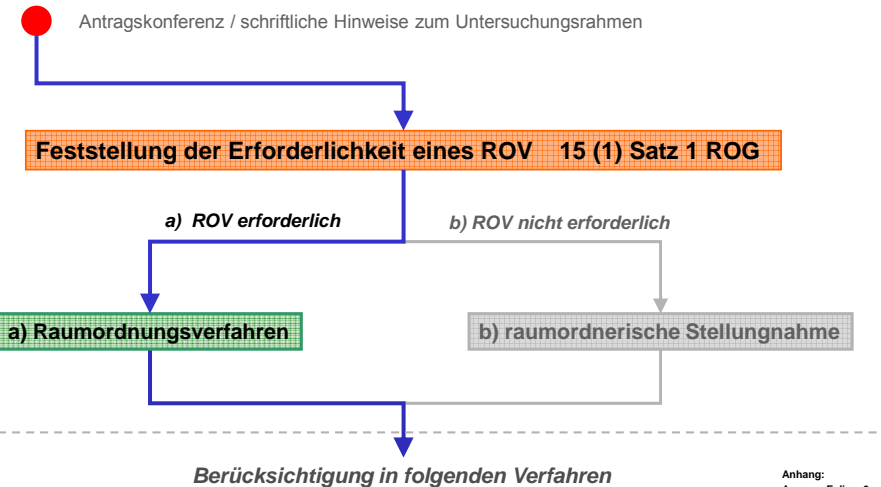 Antragskonferenz / schriftliche Hinweise zum Untersuchungsrahmen
Feststellung der Erforderlichkeit eines ROV 15 (1) Satz 1 ROG
a) ROV erforderlich
b) ROV nicht erforderlich
a) Raumordnungsverfahren
b) raumordnerische Stellungnahme
Berücksichtigung in folgenden Verfahren
Anhang: